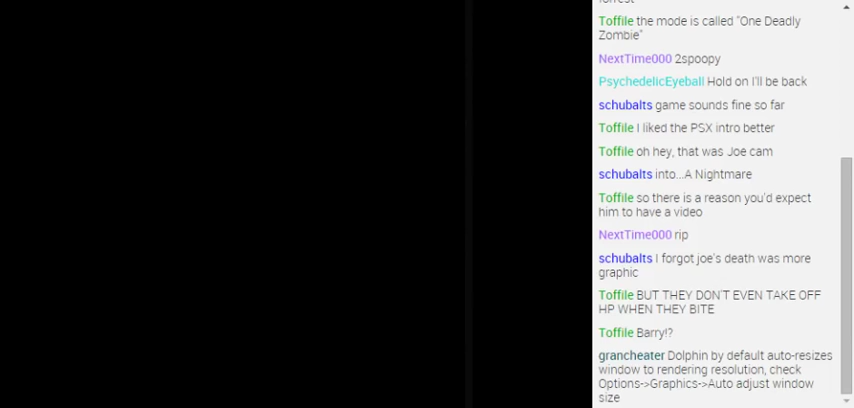 Toffile the mode is called "One Deadly
Zombie"
NextTime000 2spoopy
PsychedelicEyeball Hold on I'll be back
schubalts game sounds fine so far
Toffile I liked the PSX intro better
Toffile oh hey, that was Joe cam
schubalts into...A Nightmare
Toffile so there is a reason you'd expect
him to have a video
NextTime000 rip
schubalts I forgot joe's death was more
graphic
Toffile BUT THEY DON'T EVEN TAKE OFF
HP WHEN THEY BITE
Toffile Barry!?
grancheater Dolphin by default auto-resizes
window to rendering resolution, check
Options->Graphics->Auto adjust window
size